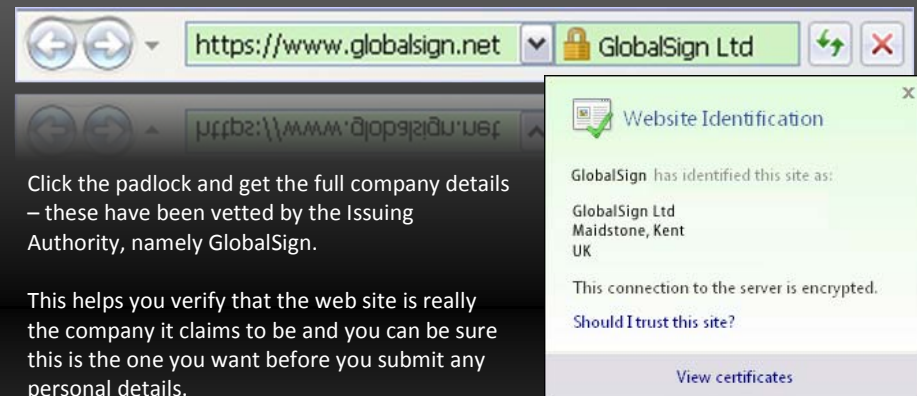 https://www.globalsign.net GlobalSign Ltd
https://www.globalsign.net
Click the padlock and get the full company details
– these have been vetted by the Issuing
Authority, namely GlobalSign.
This helps you verify that the web site is really
the company it claims to be and you can be sure
this is the one you want before you submit any
personal details.
x
Website Identification
GlobalSign has identified this site as:
GlobalSign Ltd
Maidstone, Kent
UK
This connection to the server is encrypted.
Should I trust this site?
View certificates